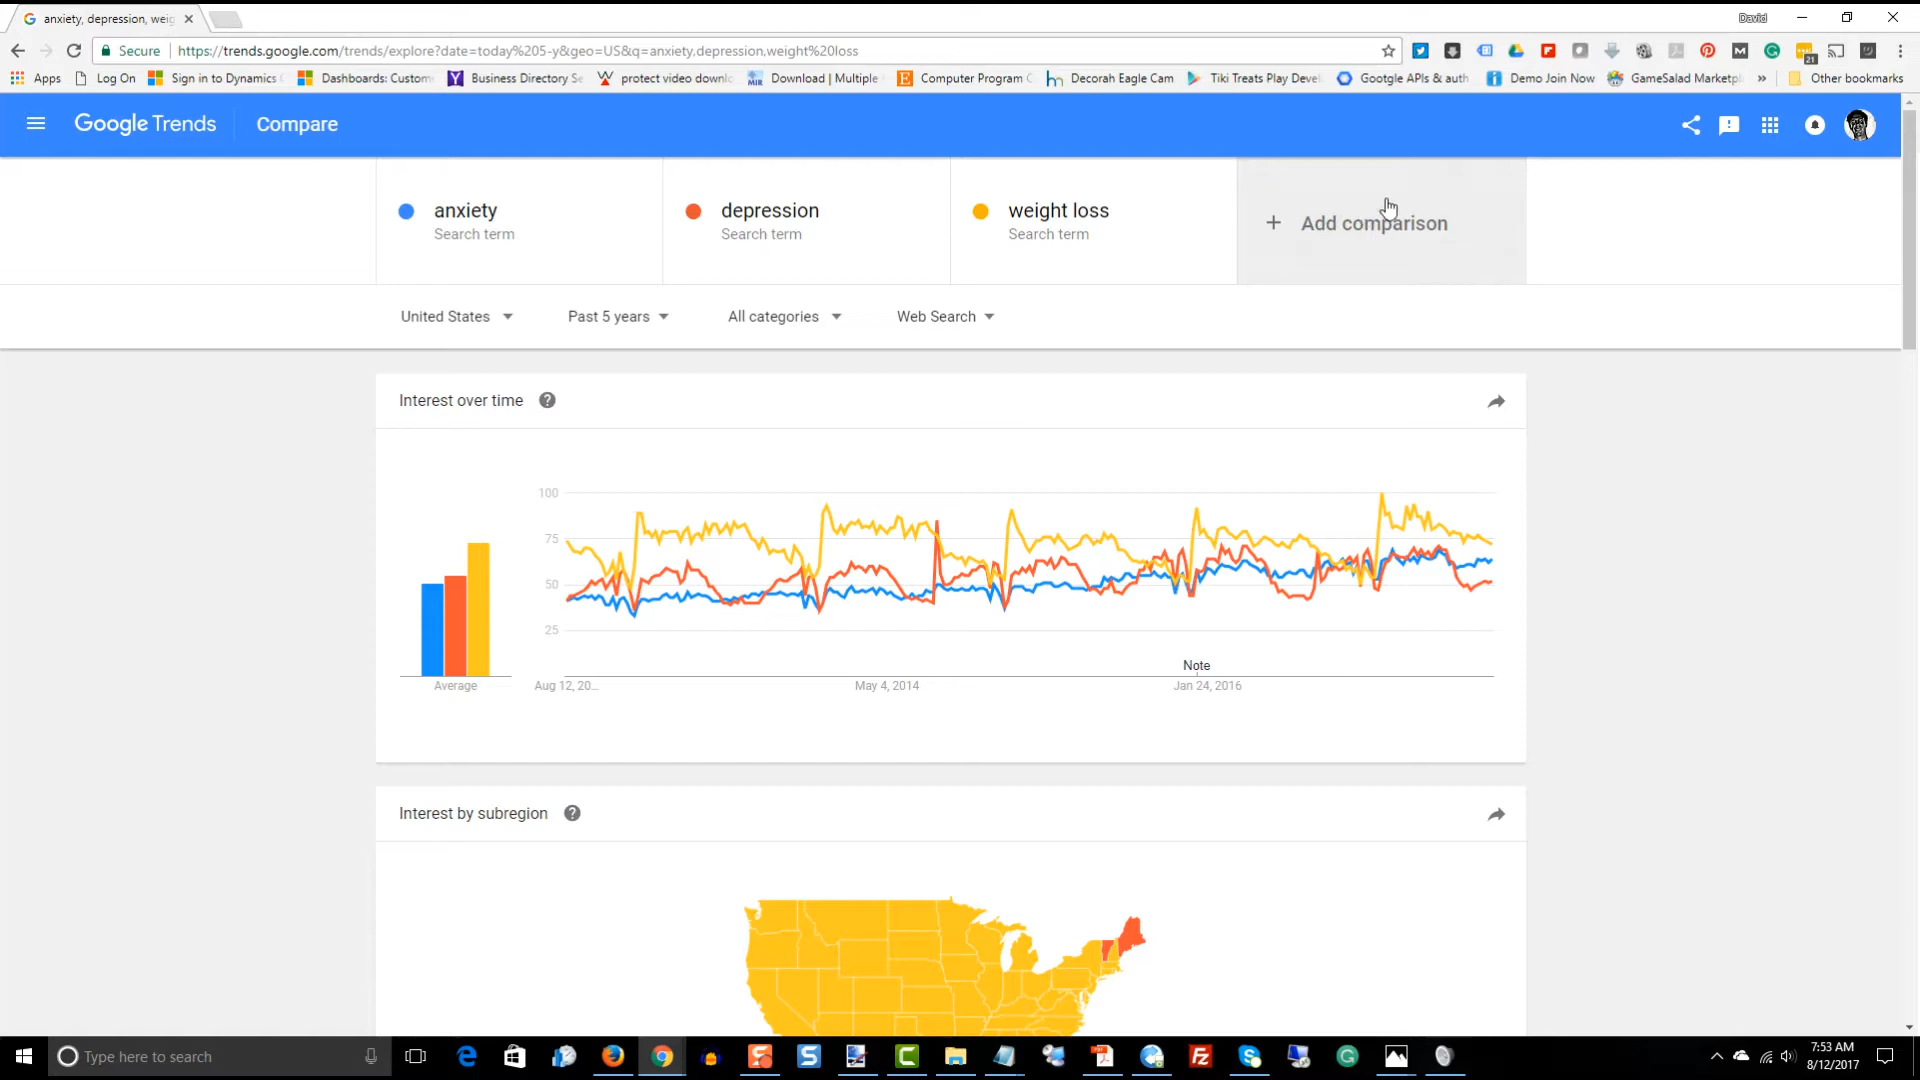 anxiety, depression, weig
David
Secure
https://trends.google.com/trends/explore?date=today%205-y&geo=US&q=anxiety,depression,weight%20loss
Apps
Log On
Sign in to Dynamics
Dashboards: Custom
Business Directory Se
protect video downlo
Download | Multiple
Computer Program
Decorah Eagle Cam
Tiki Treats Play Deve
Gootgle APIs & auth
Demo Join Now
GameSalad Marketpl
»
Other bookmarks
21
Google Trends
Compare
anxiety
Search term
depression
Search term
weight loss
Search term
+ Add comparison
United States
Past 5 years
All categories
Web Search
Interest over time
100
75
50
25
Note
Average
Aug 12, 20...
May 4, 2014
Jan 24, 2016
Interest by subregion
Type here to search
7:53 AM
8/12/2017